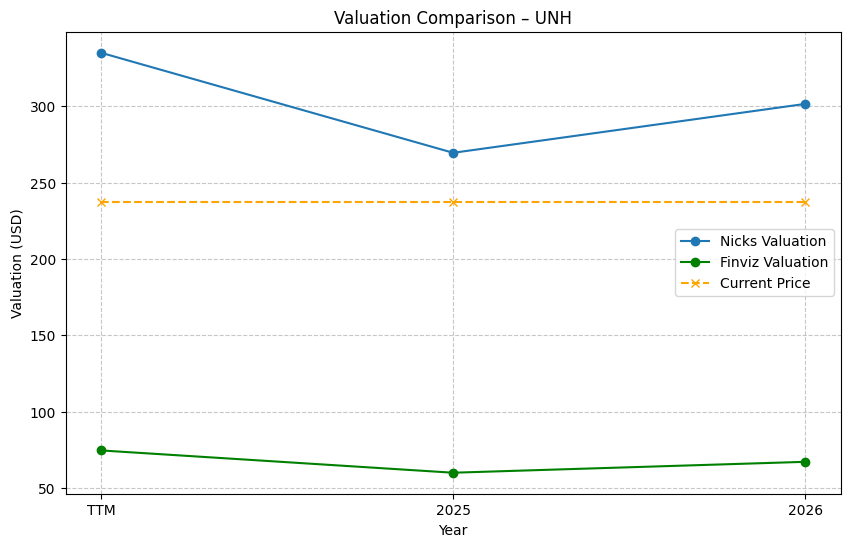 Valuation Comparison – UNH
Valuation (USD)
300
250
200
150
100
50
Nicks Valuation
Finviz Valuation
Current Price
TTM
2025
2026
Year